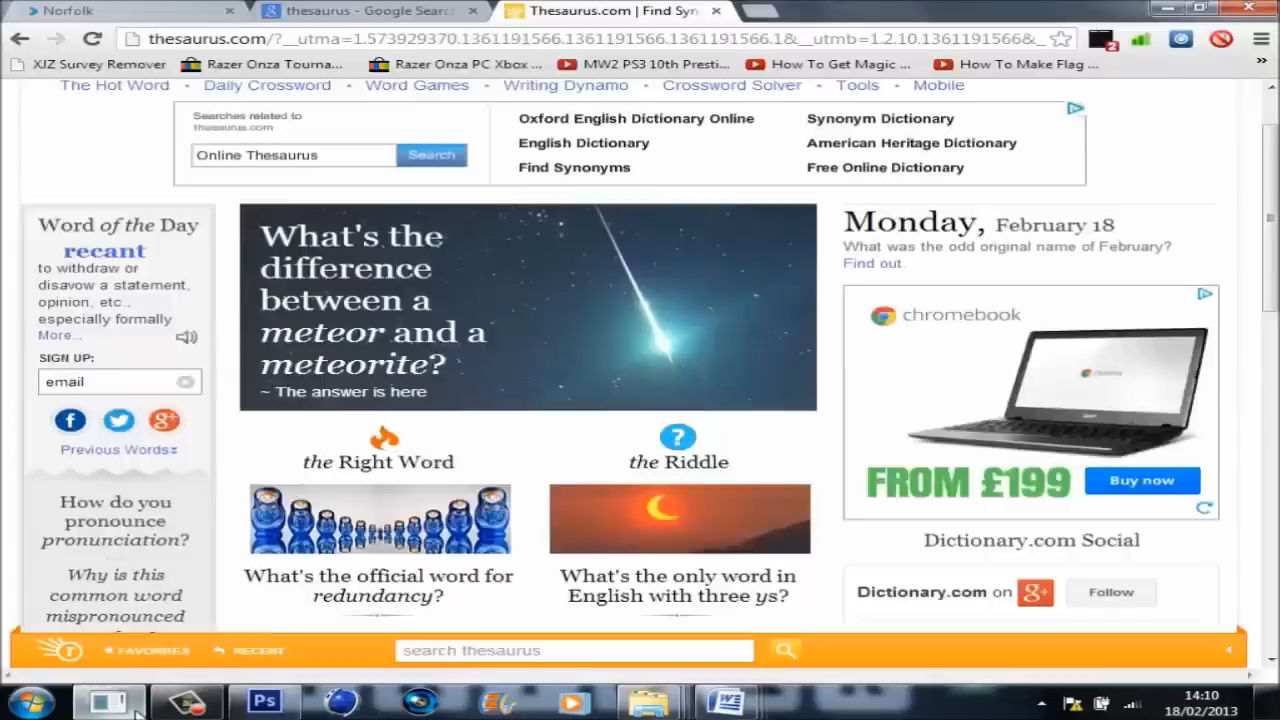 Norfolk
thesaurus - Google Searc
Thesaurus.com | Find Syn
thesaurus.com/?__utma=1.573929370.1361191566.1361191566.1361191566.1&__utmb=1.2.10.1361191566&_
2
XJZ Survey Remover
Razer Onza Tourna...
Razer Onza PC Xbox ...
MW2 PS3 10th Presti...
How To Get Magic ...
How To Make Flag ...
The Hot Word
Daily Crossword
Word Games
Writing Dynamo
Crossword Solver
Tools
Mobile
Searches related to
thesaurus.com
Online Thesaurus
Search
Oxford English Dictionary Online
English Dictionary
Find Synonyms
Synonym Dictionary
American Heritage Dictionary
Free Online Dictionary
Word of the Day
recant
to withdraw or
disavow a statement,
opinion, etc.,
especially formally
More...
SIGN UP:
email
Previous Words
How do you
pronounce
pronunciation?
Why is this
common word
mispronounced
What's the
difference
between a
meteor and a
meteorite?
~ The answer is here
the Right Word
What's the official word for
redundancy?
the Riddle
What's the only word in
English with three ys?
Monday, February 18
What was the odd original name of February?
Find out.
chromebook
FROM £199
Buy now
Dictionary.com Social
Dictionary.com on
Follow
FAVORITES
RECENT
search thesaurus
Ps
14:10
18/02/2013